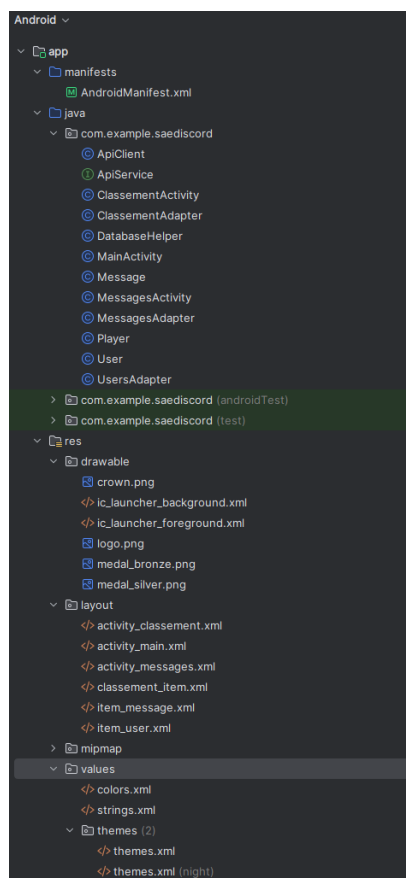 Android
app
manifests
AndroidManifest.xml
java
com.example.saediscord
ApiClient
ApiService
ClassementActivity
ClassementAdapter
DatabaseHelper
MainActivity
Message
MessagesActivity
MessagesAdapter
Player
User
UsersAdapter
com.example.saediscord (androidTest)
com.example.saediscord (test)
res
drawable
crown.png
ic_launcher_background.xml
ic_launcher_foreground.xml
logo.png
medal_bronze.png
medal_silver.png
layout
activity_classement.xml
activity_main.xml
activity_messages.xml
classement_item.xml
item_message.xml
item_user.xml
mipmap
values
colors.xml
strings.xml
themes (2)
themes.xml
themes.xml (night)